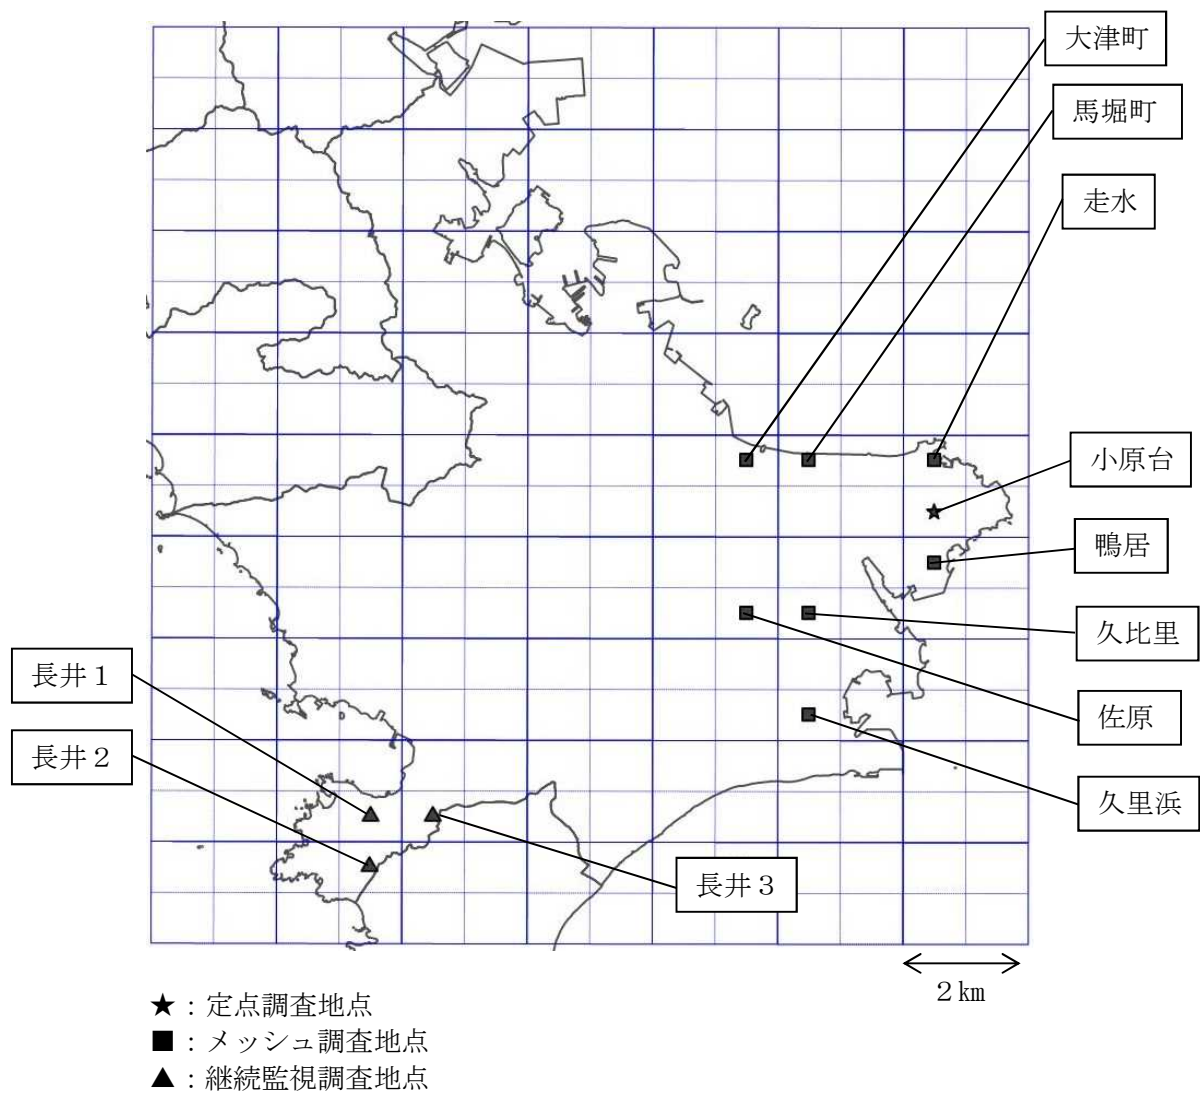 大津町
馬堀町
走水
小原台
鴨居
久比里
佐原
久里浜
長井1
長井2
長井3
2km
★：定点調査地点
■：メッシュ調査地点
▲：継続監視調査地点